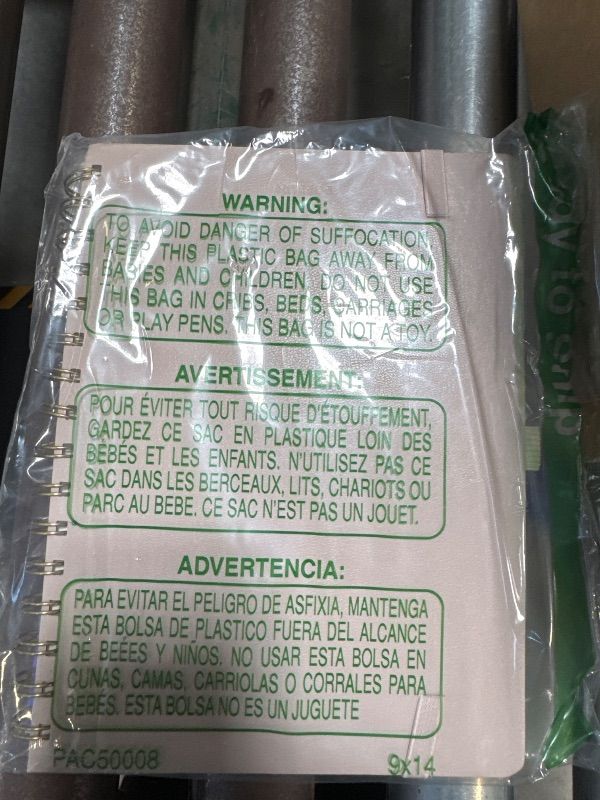 WARNING:
TO AVOID DANGER OF SUFFOCATION,
KEEP THIS PLASTIC BAG AWAY FROM
BABIES AND CHILDREN. DO NOT USE
THIS BAG IN CRIBS, BEDS, CARRIAGES
OR PLAY PENS. THIS BAG IS NOT A TOY.
AVERTISSEMENT:
POUR ÉVITER TOUT RISQUE D'ÉTOUFFEMENT,
GARDEZ CE SAC EN PLASTIQUE LOIN DES
BÉBÉS ET LES ENFANTS. N'UTILISEZ PAS CE
SAC DANS LES BERCEAUX, LITS, CHARIOTS OU
PARC AU BEBE. CE SAC N'EST PAS UN JOUET.
ADVERTENCIA:
PARA EVITAR EL PELIGRO DE ASFIXIA, MANTENGA
ESTA BOLSA DE PLASTICO FUERA DEL ALCANCE
DE BEÉES Y NIÑOS. NO USAR ESTA BOLSA EN
CUNAS, CAMAS, CARRIOLAS O CORRALES PARA
BEBÉS. ESTA BOLSA NO ES UN JUGUETE
PAC50008 9x14